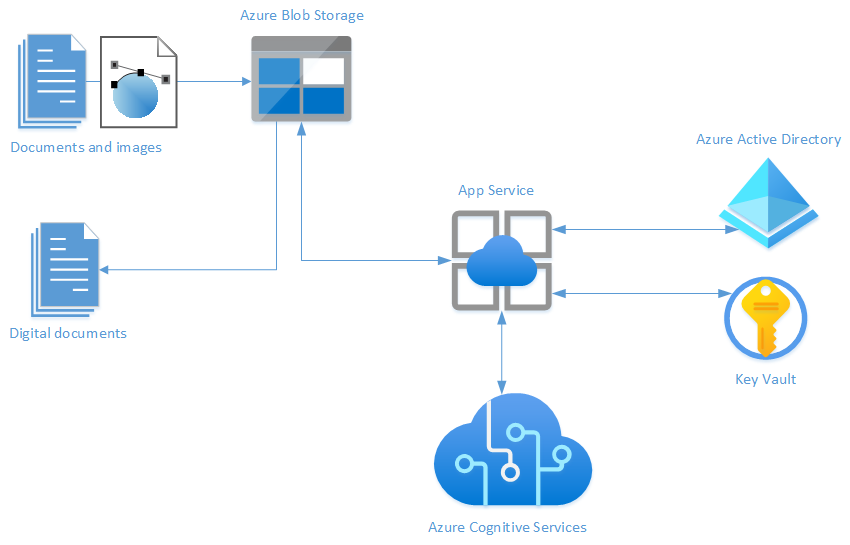 Azure Blob Storage
Documents and images
Azure Active Directory
App Service
Digital documents
Key Vault
Azure Cognitive Services